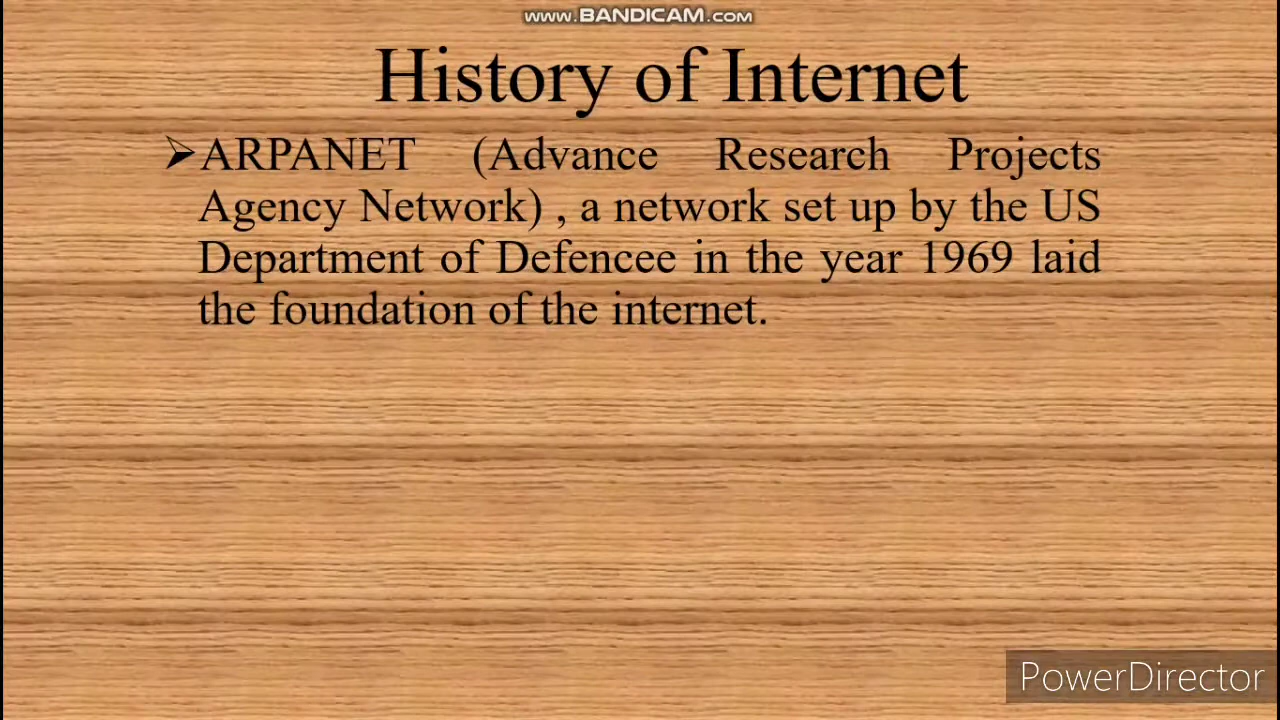 www.BANDICAM.com
History of Internet
➢ARPANET (Advance Research Projects
Agency Network) , a network set up by the US
Department of Defencee in the year 1969 laid
the foundation of the internet.
PowerDirector